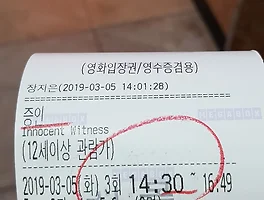 (영화입장권/영수증겸용)
장지은(2019-03-05 14:01:28)
증인
Innocent Witness
(12세이상 관람가)
2019-03-05(화) 3회 14:30 ~ 16:49